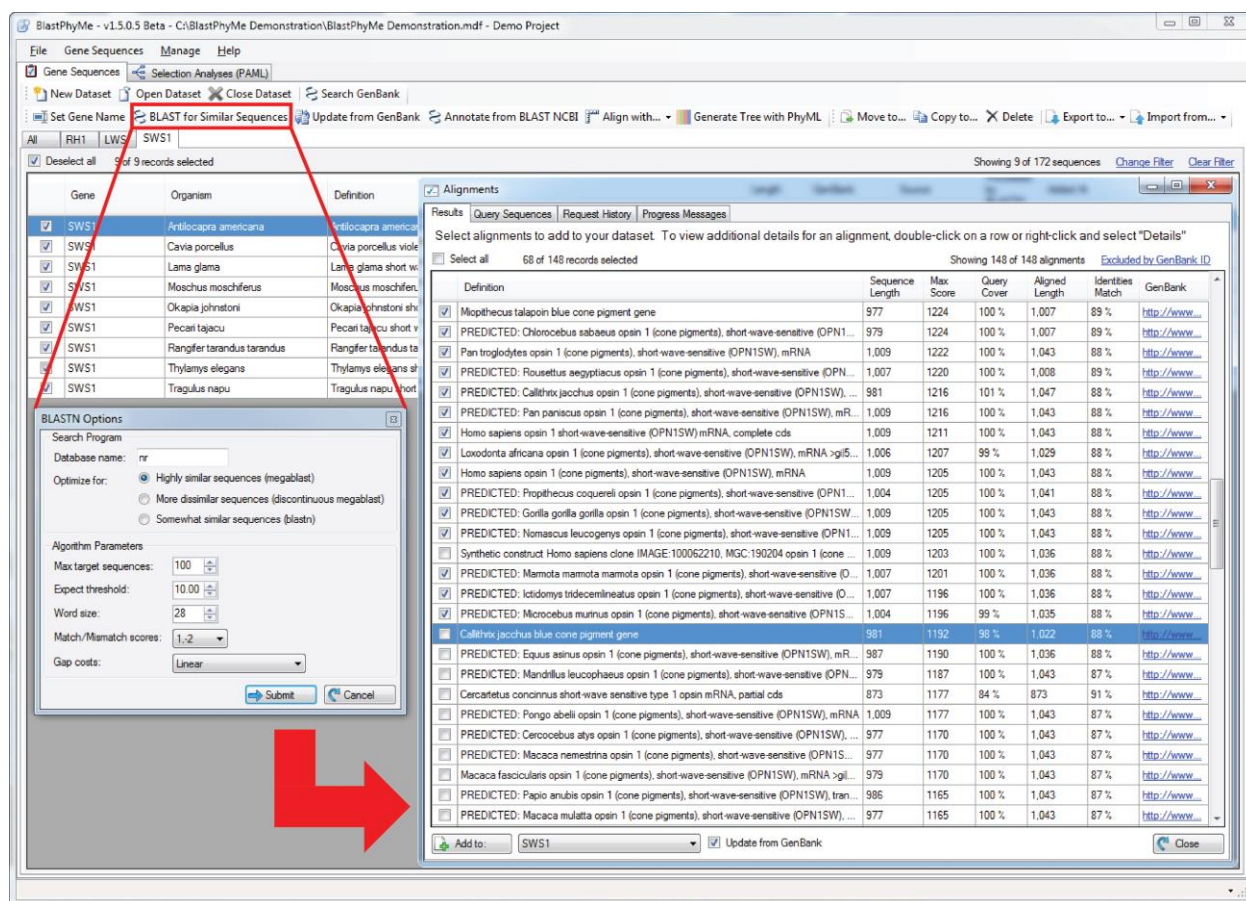 BlastPhyMe - v1.5.0.5 Beta - C:\BlastPhyMe Demonstration\BlastPhyMe Demonstration.mdf - Demo Project
File Gene Sequences Manage Help
Gene Sequences Selection Analyses (PAML)
New Dataset Open Dataset Close Dataset Search GenBank
Set Gene Name BLAST for Similar Sequences Update from GenBank Annotate from BLAST NCBI Align with... Generate Tree with PhyML Move to... Copy to... Delete Export to... Import from...
All RH1 LWS SWS1
Deselect all 9 of 9 records selected Showing 9 of 172 sequences Change Filter Clear Filter
Gene Organism Definition
SWS1 Antilocapra americana Antilocapra american
SWS1 Cavia porcellus Cavia porcellus viole
SWS1 Lama glama Lama glama short w
SWS1 Moschus moschiferus Moschus moschiferu
SWS1 Okapia johnstoni Okapia johnstoni sho
SWS1 Pecari tajacu Pecari tajacu short w
SWS1 Rangifer tarandus tarandus Rangifer tarandus ta
SWS1 Thylamys elegans Thylamys elegans sh
SWS1 Tragulus napu Tragulus napu short
BLASTN Options
Search Program
Database name: nr
Optimize for: Highly similar sequences (megablast)
More dissimilar sequences (discontinuous megablast)
Somewhat similar sequences (blastn)
Algorithm Parameters
Max target sequences: 100
Expect threshold: 10.00
Word size: 28
Match/Mismatch scores: 1,-2
Gap costs: Linear
Submit Cancel
Alignments
Results Query Sequences Request History Progress Messages
Select alignments to add to your dataset. To view additional details for an alignment, double-click on a row or right-click and select "Details"
Select all 68 of 148 records selected Showing 148 of 148 alignments Excluded by GenBank ID
Definition Sequence Length Max Score Query Cover Aligned Length Identities Match GenBank
Miopithecus talapoin blue cone pigment gene 977 1224 100 % 1,007 89 % http://www...
PREDICTED: Chlorocebus sabaeus opsin 1 (cone pigments), short-wave-sensitive (OPN1... 979 1224 100 % 1,007 89 % http://www...
Pan troglodytes opsin 1 (cone pigments), short-wave-sensitive (OPN1SW), mRNA 1,009 1222 100 % 1,043 88 % http://www...
PREDICTED: Rousettus aegyptiacus opsin 1 (cone pigments), short-wave-sensitive (OPN... 1,007 1220 100 % 1,008 89 % http://www...
PREDICTED: Callithrix jacchus opsin 1 (cone pigments), short-wave-sensitive (OPN1SW), ... 981 1216 101 % 1,047 88 % http://www...
PREDICTED: Pan paniscus opsin 1 (cone pigments), short-wave-sensitive (OPN1SW), mR... 1,009 1216 100 % 1,043 88 % http://www...
Homo sapiens opsin 1 short-wave-sensitive (OPN1SW) mRNA, complete cds 1,009 1211 100 % 1,043 88 % http://www...
Loxodonta africana opsin 1 (cone pigments), short-wave-sensitive (OPN1SW), mRNA >gi|5... 1,006 1207 99 % 1,029 88 % http://www...
Homo sapiens opsin 1 (cone pigments), short-wave-sensitive (OPN1SW), mRNA 1,009 1205 100 % 1,043 88 % http://www...
PREDICTED: Propithecus coquereli opsin 1 (cone pigments), short-wave-sensitive (OPN1... 1,004 1205 100 % 1,041 88 % http://www...
PREDICTED: Gorilla gorilla gorilla opsin 1 (cone pigments), short-wave-sensitive (OPN1SW... 1,009 1205 100 % 1,043 88 % http://www...
PREDICTED: Nomascus leucogenys opsin 1 (cone pigments), short-wave-sensitive (OPN1... 1,009 1205 100 % 1,043 88 % http://www...
Synthetic construct Homo sapiens clone IMAGE:100062210, MGC:190204 opsin 1 (cone ... 1,009 1203 100 % 1,036 88 % http://www...
PREDICTED: Marmota marmota marmota opsin 1 (cone pigments), short-wave-sensitive (O... 1,007 1201 100 % 1,036 88 % http://www...
PREDICTED: Ictidomys tridecemlineatus opsin 1 (cone pigments), short-wave-sensitive (O... 1,007 1196 100 % 1,036 88 % http://www...
PREDICTED: Microcebus murinus opsin 1 (cone pigments), short-wave-sensitive (OPN1S... 1,004 1196 99 % 1,035 88 % http://www...
Callithrix jacchus blue cone pigment gene 981 1192 98 % 1,022 88 % http://www...
PREDICTED: Equus asinus opsin 1 (cone pigments), short-wave-sensitive (OPN1SW), mR... 987 1190 100 % 1,036 88 % http://www...
PREDICTED: Mandrillus leucophaeus opsin 1 (cone pigments), short-wave-sensitive (OPN... 979 1187 100 % 1,043 87 % http://www...
Cercartetus concinnus short-wave sensitive type 1 opsin mRNA, partial cds 873 1177 84 % 873 91 % http://www...
PREDICTED: Pongo abelii opsin 1 (cone pigments), short-wave-sensitive (OPN1SW), mRNA 1,009 1177 100 % 1,043 87 % http://www...
PREDICTED: Cercocebus atys opsin 1 (cone pigments), short-wave-sensitive (OPN1SW), ... 977 1170 100 % 1,043 87 % http://www...
PREDICTED: Macaca nemestrina opsin 1 (cone pigments), short-wave-sensitive (OPN1S... 977 1170 100 % 1,043 87 % http://www...
Macaca fascicularis opsin 1 (cone pigments), short-wave-sensitive (OPN1SW), mRNA >gi|... 979 1170 100 % 1,043 87 % http://www...
PREDICTED: Papio anubis opsin 1 (cone pigments), short-wave-sensitive (OPN1SW), tran... 986 1165 100 % 1,043 87 % http://www...
PREDICTED: Macaca mulatta opsin 1 (cone pigments), short-wave-sensitive (OPN1SW), ... 977 1165 100 % 1,043 87 % http://www...
Add to: SWS1 Update from GenBank Close